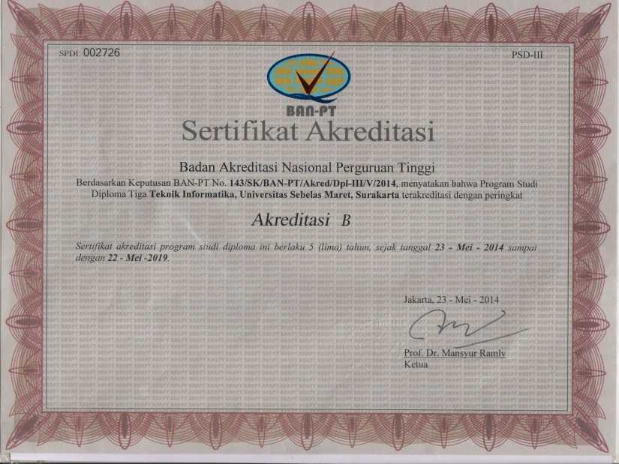 SPDI 002726
PSD-III
BAN-PT
Sertifikat Akreditasi
Badan Akreditasi Nasional Perguruan Tinggi
Berdasarkan Keputusan BAN-PT No. 143/SK/BAN-PT/Akred/Dpl-III/V/2014, menyatakan bahwa Program Studi
Diploma Tiga Teknik Informatika, Universitas Sebelas Maret, Surakarta terakreditasi dengan peringkat
Akreditasi B
Sertifikat akreditasi program studi diploma ini berlaku 5 (lima) tahun, sejak tanggal 23 - Mei - 2014 sampai
dengan 22 - Mei -2019.
Jakarta, 23 - Mei - 2014
Prof. Dr. Mansyur Ramly
Ketua